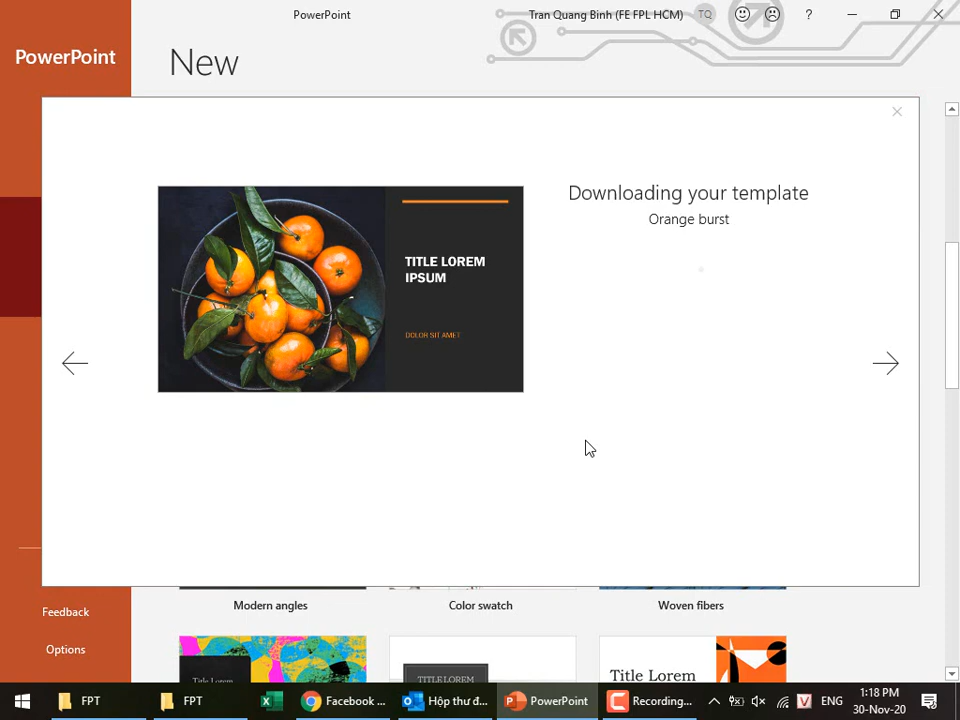 PowerPoint
Tran Quang Binh (FE FPL HCM)
TQ
?
PowerPoint
New
Downloading your template
Orange burst
TITLE LOREM
IPSUM
DOLOR SIT AMET
Modern angles
Color swatch
Woven fibers
Feedback
Options
Title Lorem
TITLE LOREM
Title Lorem
FPT
FPT
Facebook ...
Hộp thư đ...
PowerPoint
Recording...
V
ENG
1:18 PM
30-Nov-20